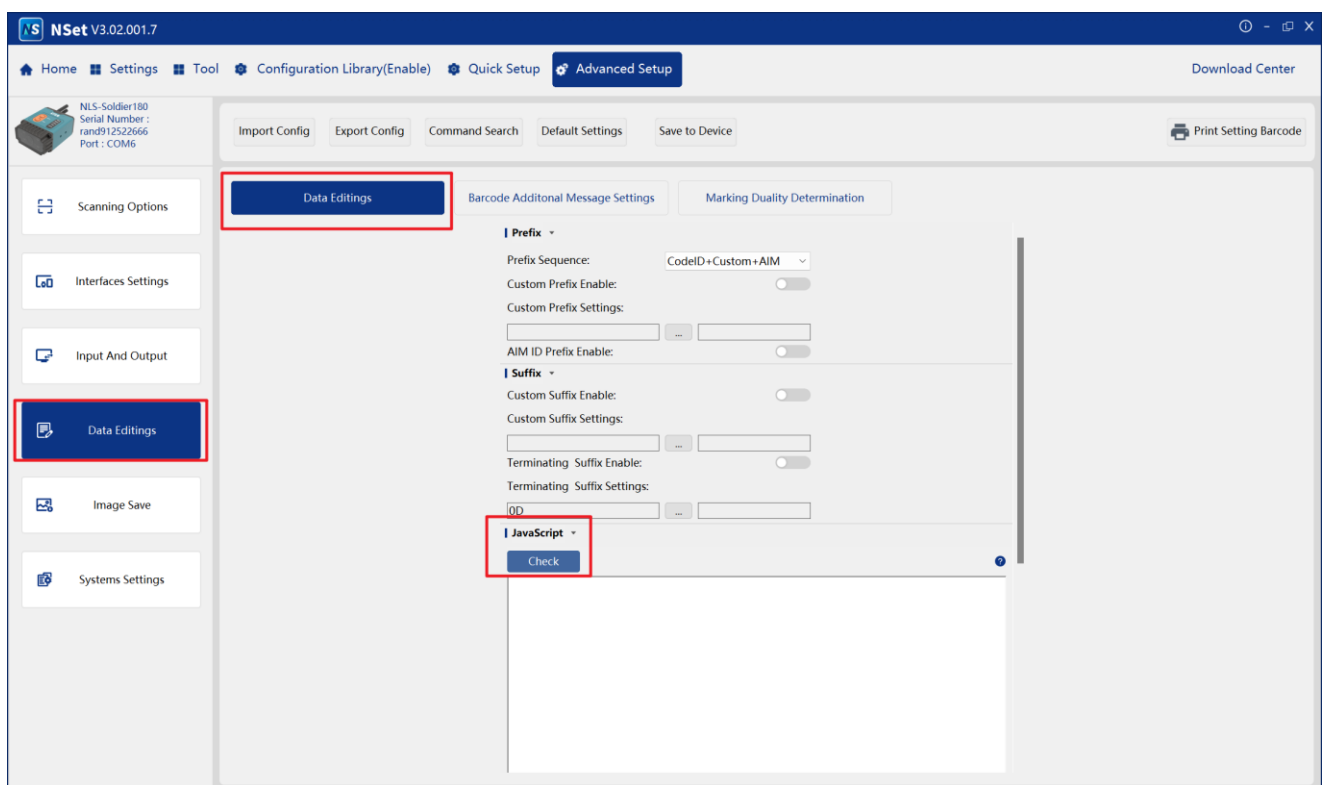 NS NSet V3.02.001.7
Home Settings Tool Configuration Library(Enable) Quick Setup Advanced Setup Download Center
NLS-Soldier180
Serial Number :
rand912522666
Port : COM6
Import Config Export Config Command Search Default Settings Save to Device Print Setting Barcode
Scanning Options
Interfaces Settings
Input And Output
Data Editings
Image Save
Systems Settings
Data Editings Barcode Additonal Message Settings Marking Duality Determination
Prefix
Prefix Sequence: CodeID+Custom+AIM
Custom Prefix Enable:
Custom Prefix Settings:
...
AIM ID Prefix Enable:
Suffix
Custom Suffix Enable:
Custom Suffix Settings:
...
Terminating Suffix Enable:
Terminating Suffix Settings:
0D ...
JavaScript
Check ?